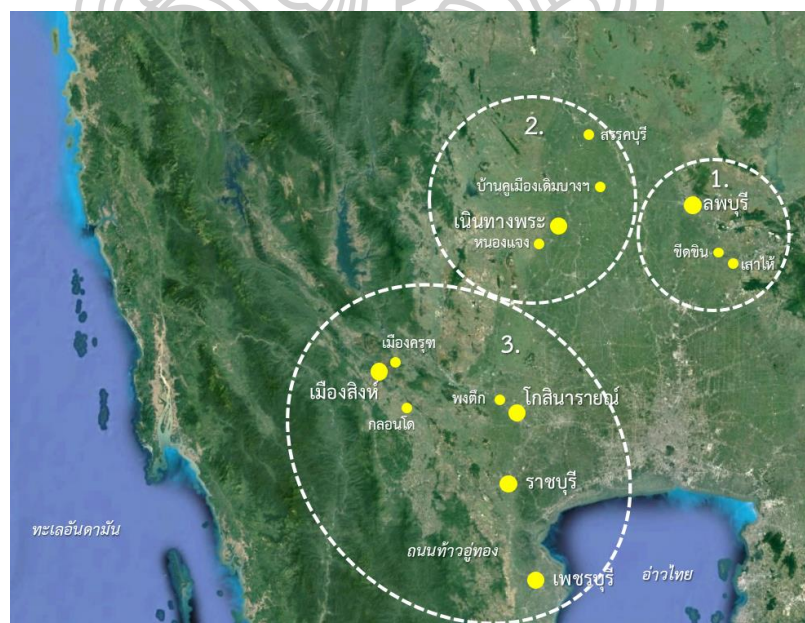 2.
สรรคบุรี
1.
บ้านคูเมืองเดิมบางฯ
ลพบุรี
เนินทางพระ
หนองแจง
ขีดขิน
เสาไห้
3.
เมืองครุฑ
เมืองสิงห์
พงตึก
โกสินารายณ์
กลอนโด
ราชบุรี
ทะเลอันดามัน
ถนนท้าวอู่ทอง
เพชรบุรี
อ่าวไทย